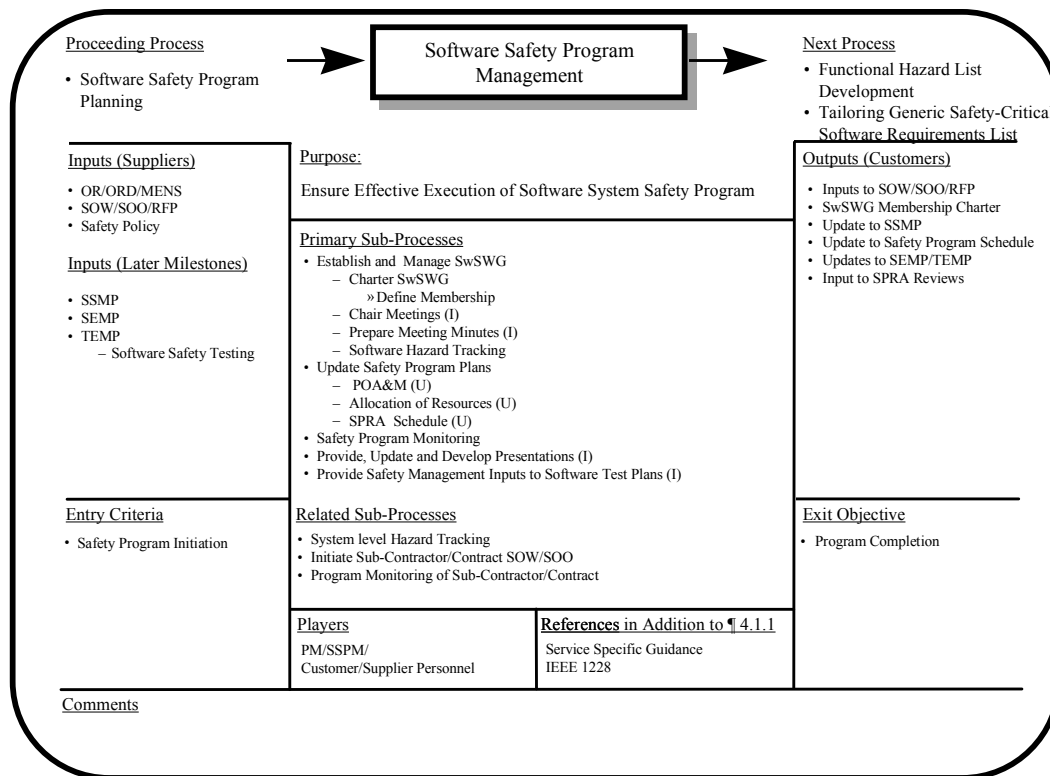 Proceeding Process
• Software Safety Program
Planning
Software Safety Program
Management
Next Process
• Functional Hazard List
Development
• Tailoring Generic Safety-Critical
Software Requirements List
Inputs (Suppliers)
• OR/ORD/MENS
• SOW/SOO/RFP
• Safety Policy
Inputs (Later Milestones)
• SSMP
• SEMP
• TEMP
– Software Safety Testing
Purpose:
Ensure Effective Execution of Software System Safety Program
Primary Sub-Processes
• Establish and Manage SwSWG
– Charter SwSWG
» Define Membership
– Chair Meetings (I)
– Prepare Meeting Minutes (I)
– Software Hazard Tracking
• Update Safety Program Plans
– POA&M (U)
– Allocation of Resources (U)
– SPRA Schedule (U)
• Safety Program Monitoring
• Provide, Update and Develop Presentations (I)
• Provide Safety Management Inputs to Software Test Plans (I)
Outputs (Customers)
• Inputs to SOW/SOO/RFP
• SwSWG Membership Charter
• Update to SSMP
• Update to Safety Program Schedule
• Updates to SEMP/TEMP
• Input to SPRA Reviews
Entry Criteria
• Safety Program Initiation
Related Sub-Processes
• System level Hazard Tracking
• Initiate Sub-Contractor/Contract SOW/SOO
• Program Monitoring of Sub-Contractor/Contract
Exit Objective
• Program Completion
Players
PM/SSPM/
Customer/Supplier Personnel
References in Addition to ¶ 4.1.1
Service Specific Guidance
IEEE 1228
Comments